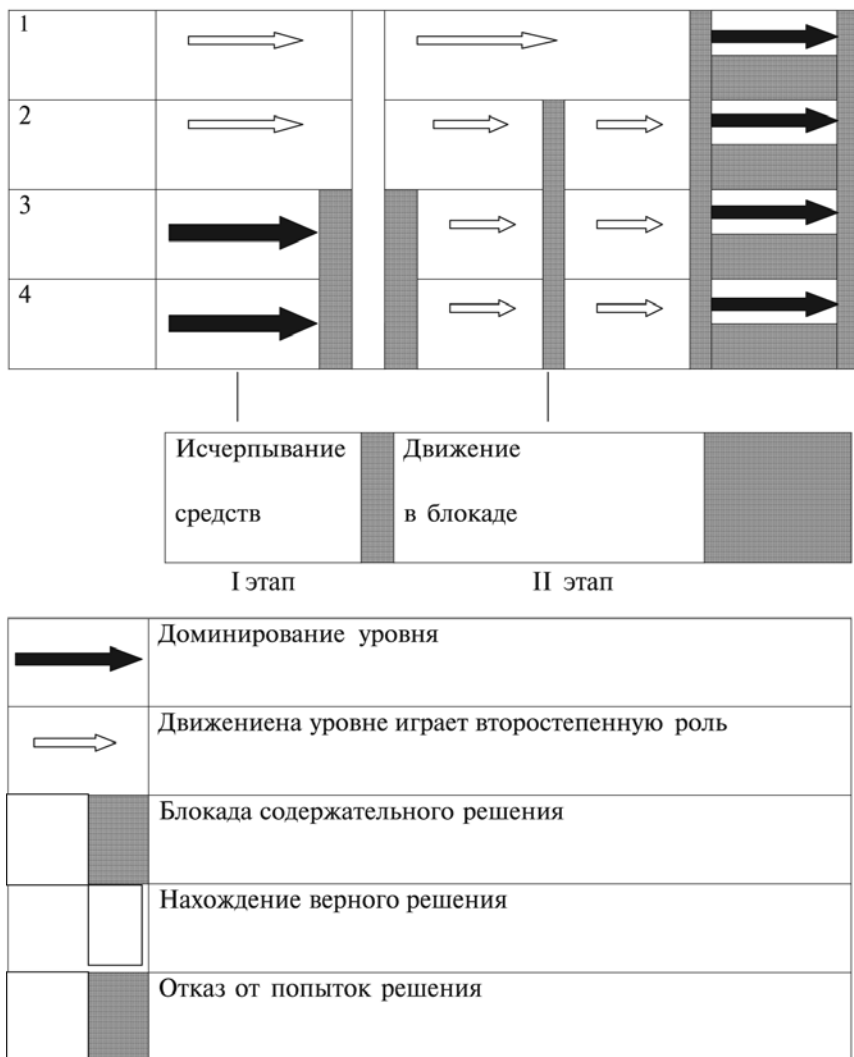 1
2
3
4
Исчерпывание
средств
Движение
в блокаде
I этап
II этап
Доминирование уровня
Движениена уровне играет второстепенную роль
Блокада содержательного решения
Нахождение верного решения
Отказ от попыток решения